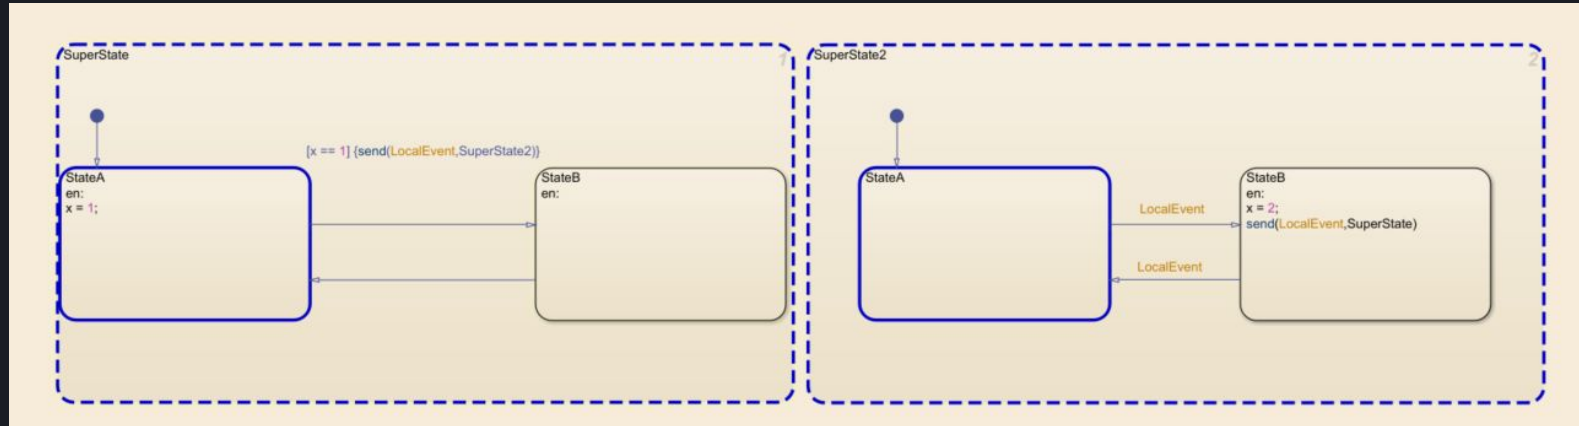 SuperState
1
[x == 1] {send(LocalEvent,SuperState2)}
StateA
en:
x = 1;
StateB
en:
SuperState2
2
StateA
LocalEvent
LocalEvent
StateB
en:
x = 2;
send(LocalEvent,SuperState)